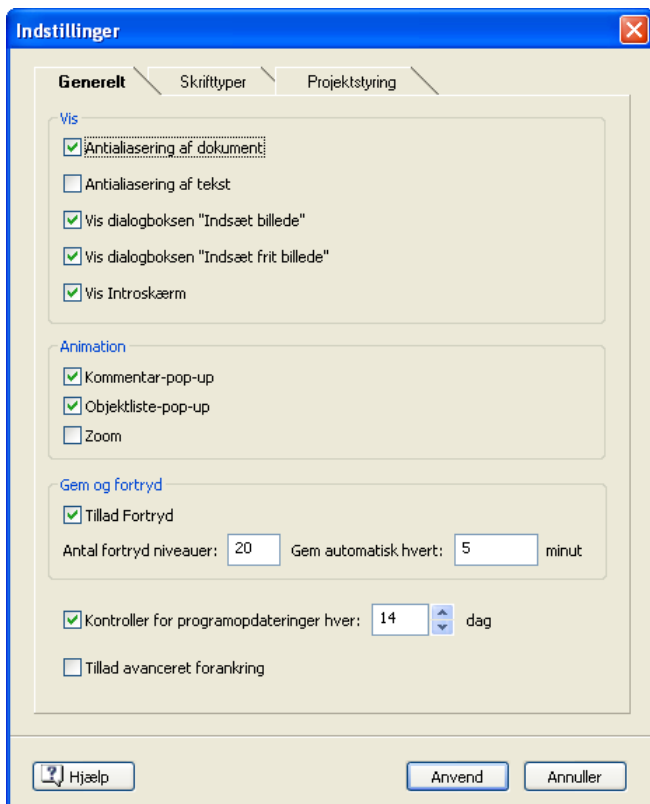 Indstillinger
Generelt Skrifttyper Projektstyring
Vis
Antialiasering af dokument
Antialiasering af tekst
Vis dialogboksen "Indsæt billede"
Vis dialogboksen "Indsæt frit billede"
Vis Introskærm
Animation
Kommentar-pop-up
Objektliste-pop-up
Zoom
Gem og fortryd
Tillad Fortryd
Antal fortryd niveauer: 20 Gem automatisk hvert: 5 minut
Kontroller for programopdateringer hver: 14 dag
Tillad avanceret forankring
Hjælp Anvend Annuller